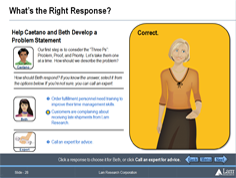 What's the Right Response?
Help Caetano and Beth Develop a
Problem Statement
Correct.
Our first step is to consider the "Three Ps":
Problem, Proof, and Priority. Let's take them one
at a time. How should we describe the problem?
How should Beth respond? If you know the answer, select it from
the options below. If you're not sure, you can call an expert.
Order fulfillment personnel need training to
improve their time management skills.
Customers are complaining about
receiving late shipments from Lam
Research Corporation.
Beth
Call an expert for advice.
Expert
Click a response to choose it for Beth, or click Call an expert for advice.
Lam Research Corporation
Lam